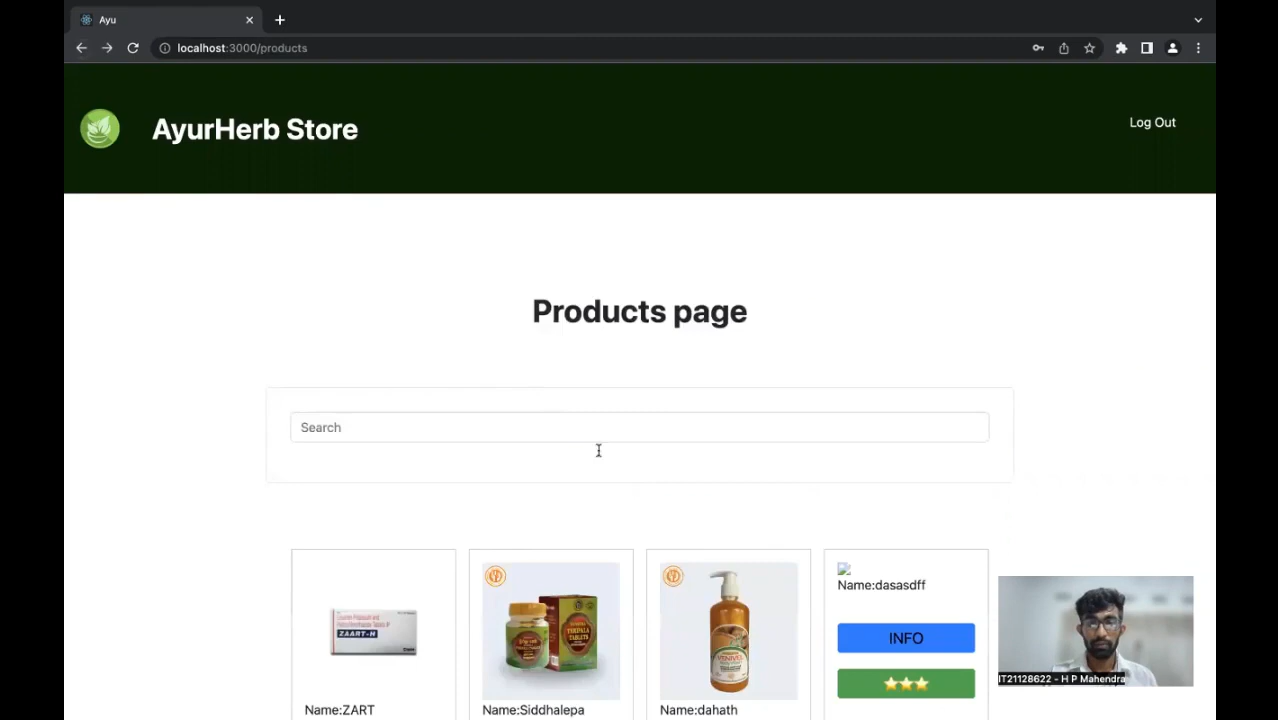 Ayu
localhost:3000/products
AyurHerb Store
Log Out
Products page
Search
ZAART-H
Name:ZART
Name:Siddhalepa
Name:dahath
Name:dasasdff
INFO
IT21128622 - H P Mahendra